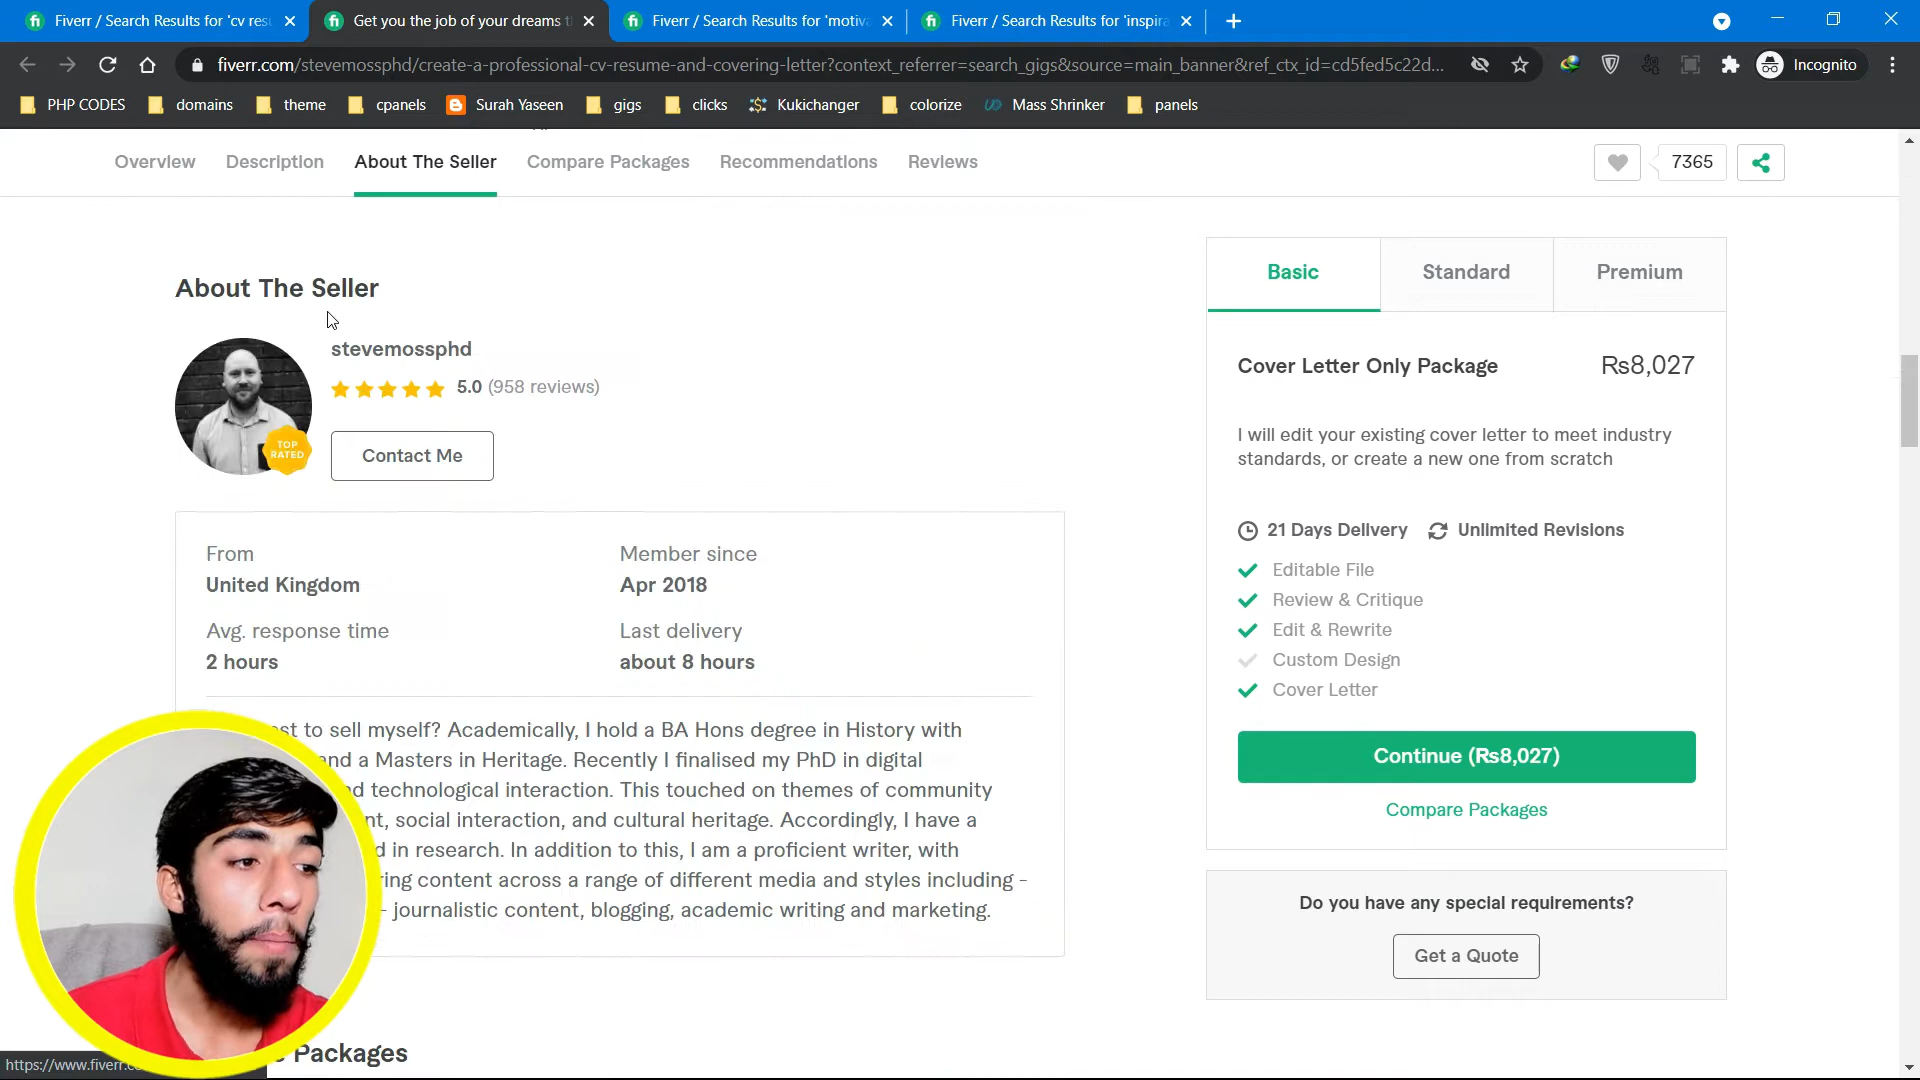 Fiverr / Search Results for 'cv res
Get you the job of your dreams t
Fiverr / Search Results for 'motiv
Fiverr / Search Results for 'inspira
fiverr.com/stevemossphd/create-a-professional-cv-resume-and-covering-letter?context_referrer=search_gigs&source=main_banner&ref_ctx_id=cd5fed5c22d...
Incognito
PHP CODES
domains
theme
cpanels
Surah Yaseen
gigs
clicks
Kukichanger
colorize
Mass Shrinker
panels
Overview
Description
About The Seller
Compare Packages
Recommendations
Reviews
7365
About The Seller
stevemossphd
5.0 (958 reviews)
TOP
RATED
Contact Me
From
United Kingdom
Member since
Apr 2018
Avg. response time
2 hours
Last delivery
about 8 hours
st to sell myself? Academically, I hold a BA Hons degree in History with
nd a Masters in Heritage. Recently I finalised my PhD in digital
d technological interaction. This touched on themes of community
nt, social interaction, and cultural heritage. Accordingly, I have a
d in research. In addition to this, I am a proficient writer, with
ring content across a range of different media and styles including -
- journalistic content, blogging, academic writing and marketing.
Packages
https://www.fiverr.c
Basic
Standard
Premium
Cover Letter Only Package
Rs8,027
I will edit your existing cover letter to meet industry
standards, or create a new one from scratch
21 Days Delivery
Unlimited Revisions
Editable File
Review & Critique
Edit & Rewrite
Custom Design
Cover Letter
Continue (Rs8,027)
Compare Packages
Do you have any special requirements?
Get a Quote